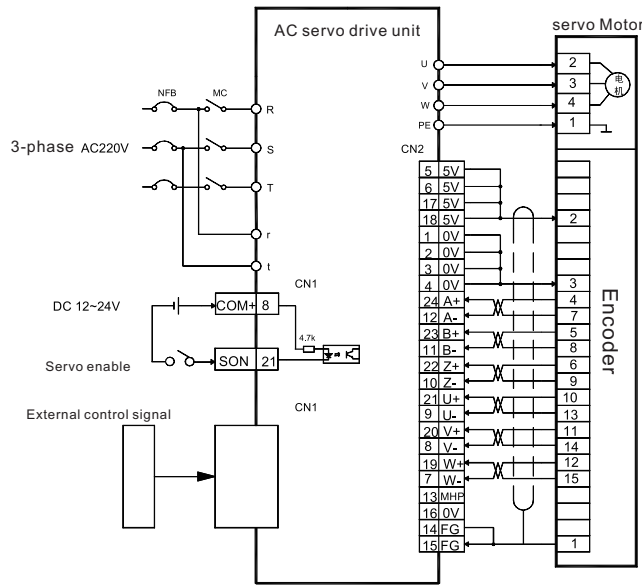 AC servo drive unit
servo Motor
U
V
W
PE
2
3
4
1
电机
NFB
MC
R
3-phase AC220V
S
T
r
t
CN2
5 5V
6 5V
17 5V
18 5V
1 0V
2 0V
3 0V
4 0V
24 A+
12 A-
23 B+
11 B-
22 Z+
10 Z-
21 U+
9 U-
20 V+
8 V-
19 W+
7 W-
13 MHP
16 0V
14 FG
15 FG
2
3
4
7
5
8
6
9
10
13
11
14
12
15
1
Encoder
CN1
DC 12~24V
COM+ 8
4.7k
SON 21
Servo enable
CN1
External control signal